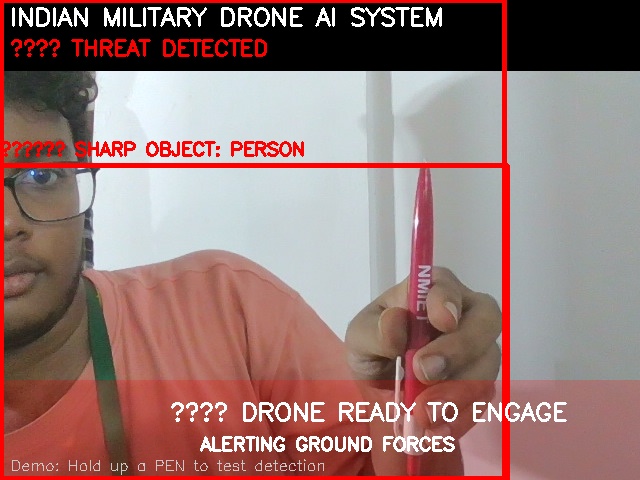 INDIAN MILITARY DRONE AI SYSTEM
???? THREAT DETECTED
?????? SHARP OBJECT: PERSON
NMIET
???? DRONE READY TO ENGAGE
ALERTING GROUND FORCES
Demo: Hold up a PEN to test detection